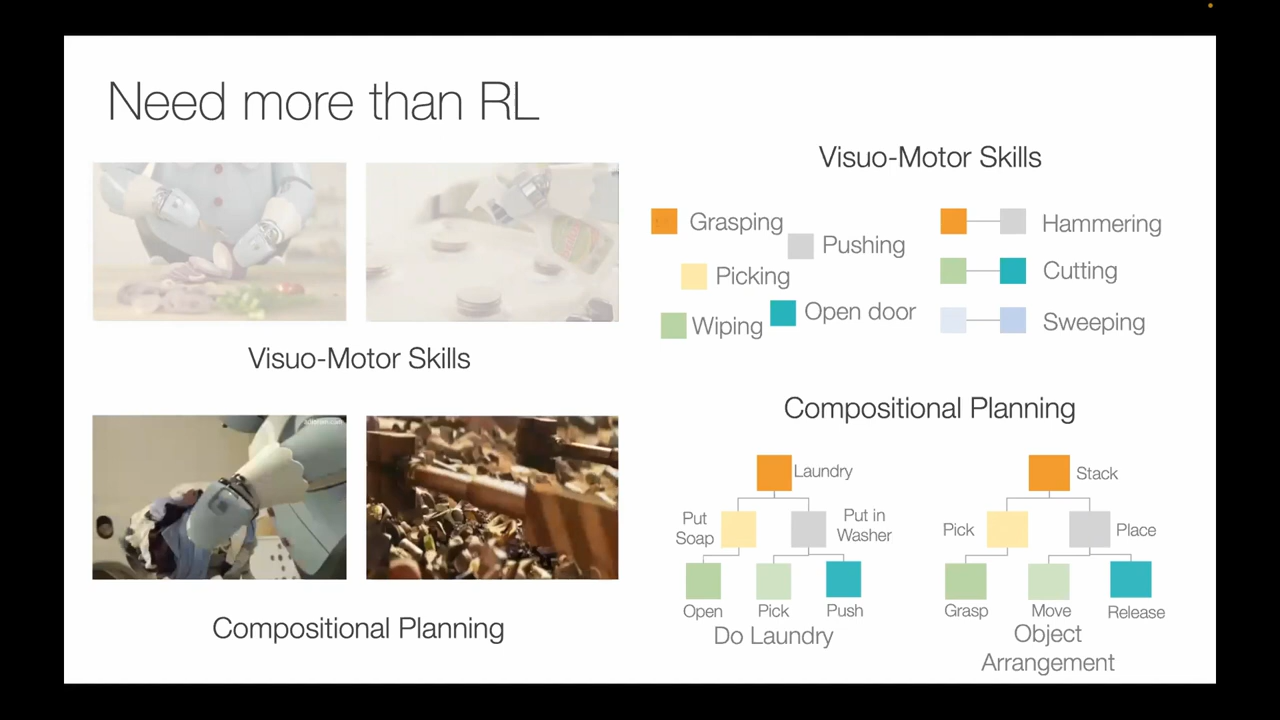 Need more than RL
Visuo-Motor Skills
Compositional Planning
Visuo-Motor Skills
Grasping
Pushing
Picking
Open door
Wiping
Hammering
Cutting
Sweeping
Compositional Planning
Laundry
Put
Soap
Put in
Washer
Open
Pick
Push
Do Laundry
Stack
Pick
Place
Grasp
Move
Release
Object
Arrangement